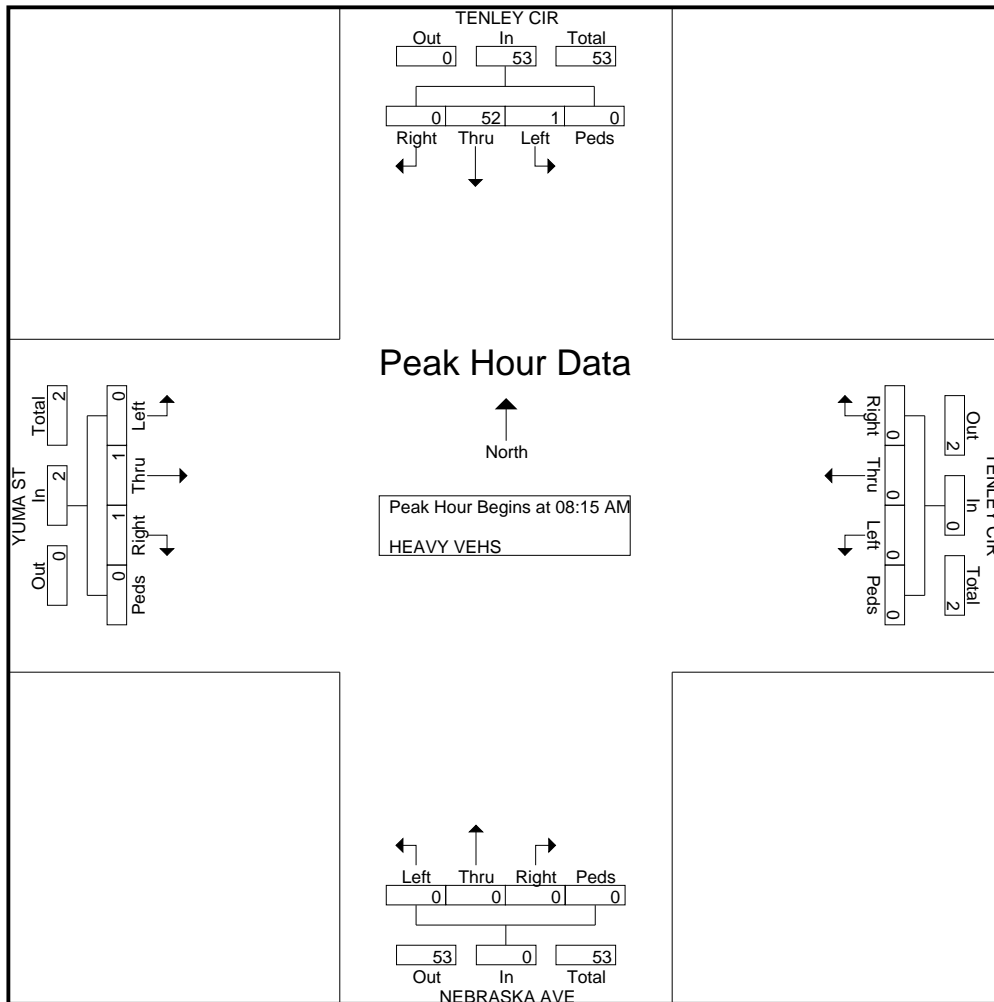 TENLEY CIR
Out In Total
0 53 53
0 52 1 0
Right Thru Left Peds
Peak Hour Data
North
Peak Hour Begins at 08:15 AM
HEAVY VEHS
YUMA ST
Total In Out
2 2 0
0 1 1 0
Left Thru Right Peds
TENLEY CIR
Out In Total
2 0 2
0 0 0 0
Right Thru Left Peds
Left Thru Right Peds
0 0 0 0
53 0 53
Out In Total
NEBRASKA AVE